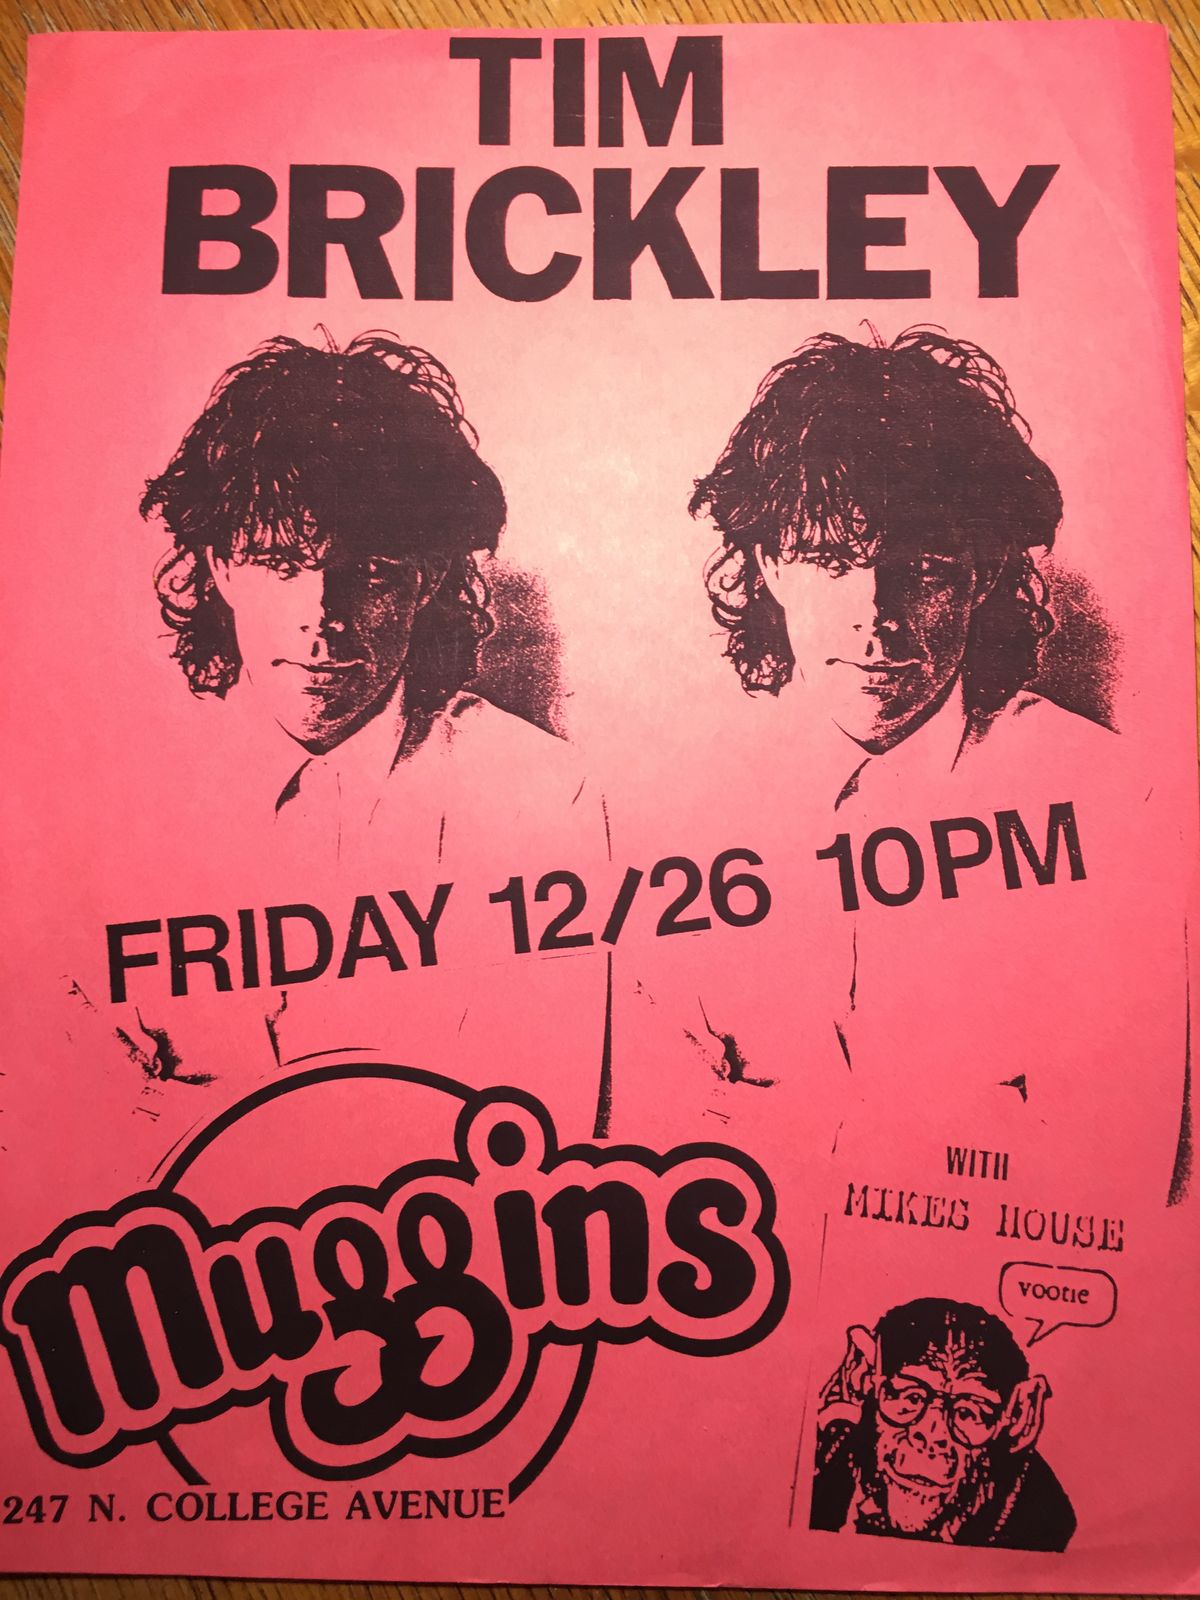 TIM
BRICKLEY
FRIDAY 12/26 10PM
Muggins
247 N. COLLEGE AVENUE
WITH
MIKES HOUSE
vootie